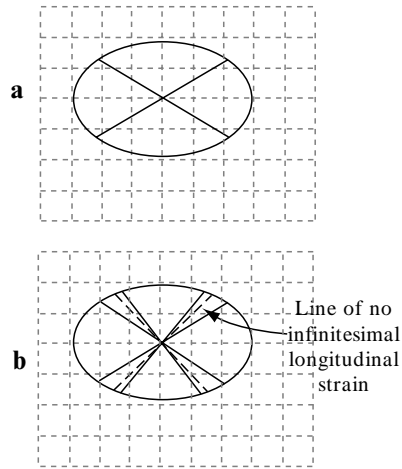 a
b
Line of no
infinitesimal
longitudinal
strain